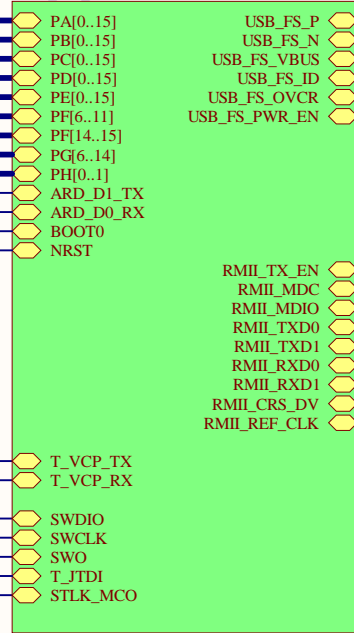 PA[0..15]
PB[0..15]
PC[0..15]
PD[0..15]
PE[0..15]
PF[6..11]
PF[14..15]
PG[6..14]
PH[0..1]
ARD_D1_TX
ARD_D0_RX
BOOT0
NRST
T_VCP_TX
T_VCP_RX
SWDIO
SWCLK
SWO
T_JTDI
STLK_MCO
USB_FS_P
USB_FS_N
USB_FS_VBUS
USB_FS_ID
USB_FS_OVCR
USB_FS_PWR_EN
RMII_TX_EN
RMII_MDC
RMII_MDIO
RMII_TXD0
RMII_TXD1
RMII_RXD0
RMII_RXD1
RMII_CRS_DV
RMII_REF_CLK